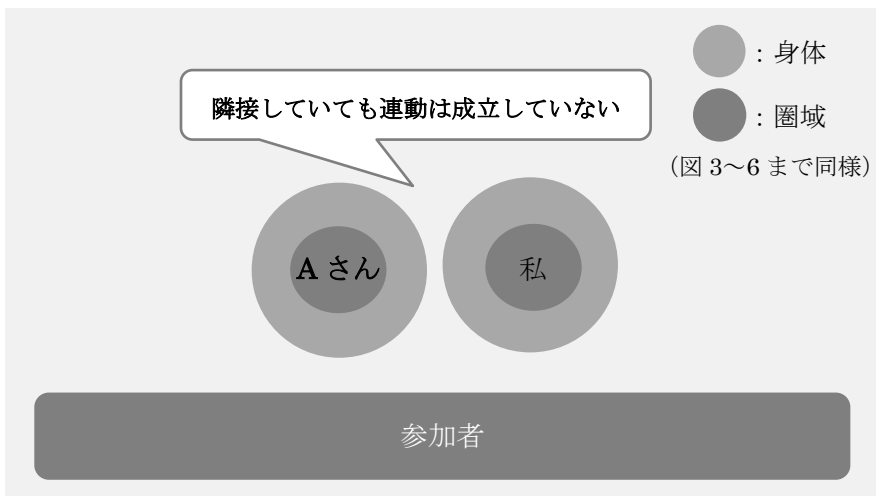 ：身体
隣接していても連動は成立していない
：圏域
（図 3～6 まで同様）
A さん
私
参加者